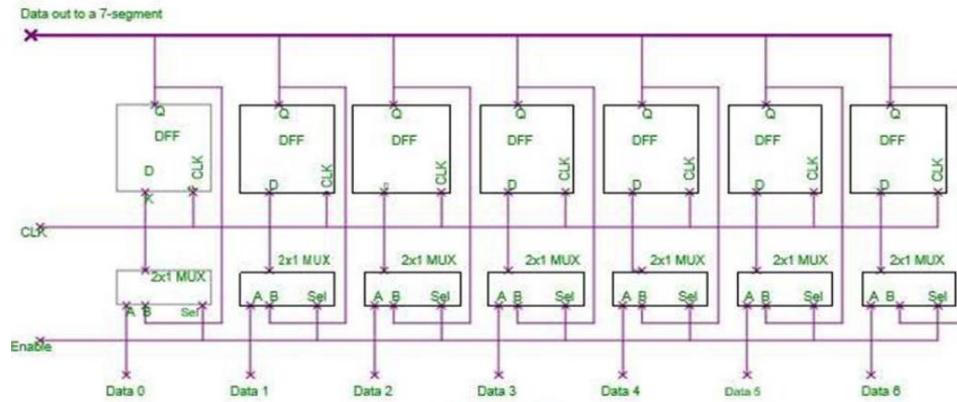 Data out to a 7-segment
Q Q Q Q Q Q Q
DFF DFF DFF DFF DFF DFF DFF
CLK CLK CLK CLK CLK CLK CLK
D D D D D D
CLK
2x1 MUX 2x1 MUX 2x1 MUX 2x1 MUX 2x1 MUX 2x1 MUX 2x1 MUX
A B Sel A B Sel A B Sel A B Sel A B Sel A B Sel A B Sel
Enable
Data 0 Data 1 Data 2 Data 3 Data 4 Data 5 Data 6